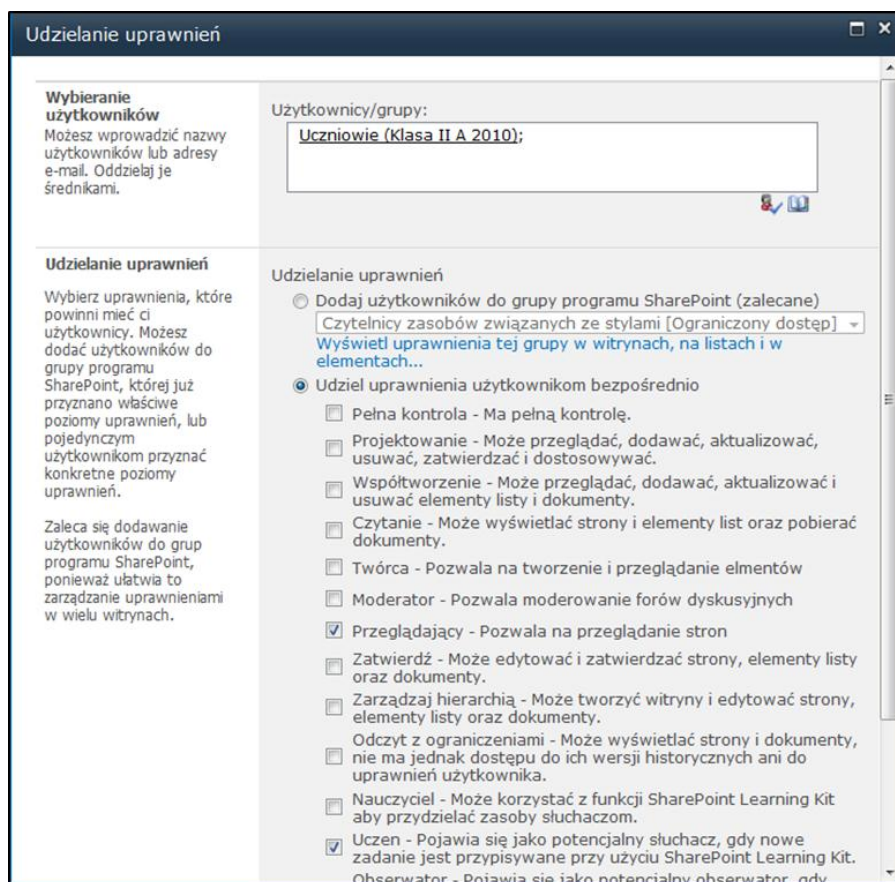 Udzielanie uprawnień
Wybieranie
użytkowników
Możesz wprowadzić nazwy
użytkowników lub adresy
e-mail. Oddzielaj je
średnikami.
Użytkownicy/grupy:
Uczniowie (Klasa II A 2010);
Udzielanie uprawnień
Wybierz uprawnienia, które
powinni mieć ci
użytkownicy. Możesz
dodać użytkowników do
grupy programu
SharePoint, której już
przyznano właściwe
poziomy uprawnień, lub
pojedynczym
użytkownikom przyznać
konkretne poziomy
uprawnień.
Zaleca się dodawanie
użytkowników do grup
programu SharePoint,
ponieważ ułatwia to
zarządzanie uprawnieniami
w wielu witrynach.
Udzielanie uprawnień
Dodaj użytkowników do grupy programu SharePoint (zalecane)
Czytelnicy zasobów związanych ze stylami [Ograniczony dostęp]
Wyświetl uprawnienia tej grupy w witrynach, na listach i w
elementach...
Udziel uprawnienia użytkownikom bezpośrednio
Pełna kontrola - Ma pełną kontrolę.
Projektowanie - Może przeglądać, dodawać, aktualizować,
usuwać, zatwierdzać i dostosowywać.
Współtworzenie - Może przeglądać, dodawać, aktualizować i
usuwać elementy listy i dokumenty.
Czytanie - Może wyświetlać strony i elementy list oraz pobierać
dokumenty.
Twórca - Pozwala na tworzenie i przeglądanie elmentów
Moderator - Pozwala moderowanie forów dyskusyjnych
Przeglądający - Pozwala na przeglądanie stron
Zatwierdź - Może edytować i zatwierdzać strony, elementy listy
oraz dokumenty.
Zarządzaj hierarchią - Może tworzyć witryny i edytować strony,
elementy listy oraz dokumenty.
Odczyt z ograniczeniami - Może wyświetlać strony i dokumenty,
nie ma jednak dostępu do ich wersji historycznych ani do
uprawnień użytkownika.
Nauczyciel - Może korzystać z funkcji SharePoint Learning Kit
aby przydzielać zasoby słuchaczom.
Uczen - Pojawia się jako potencjalny słuchacz, gdy nowe
zadanie jest przypisywane przy użyciu SharePoint Learning Kit.
Obserwator - Pojawia się jako potencjalny obserwator, gdy